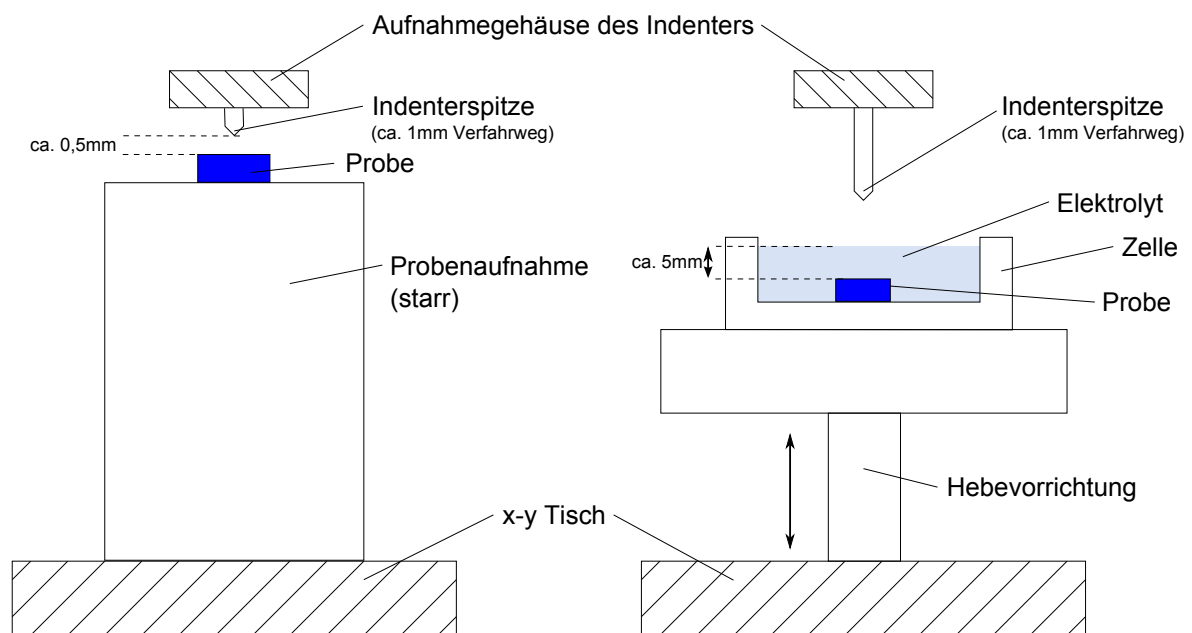 Aufnahmegehäuse des Indenters
Indenterspitze
(ca. 1mm Verfahrweg)
ca. 0,5mm
Probe
Probenaufnahme
(starr)
Indenterspitze
(ca. 1mm Verfahrweg)
Elektrolyt
Zelle
ca. 5mm
Probe
Hebevorrichtung
x-y Tisch